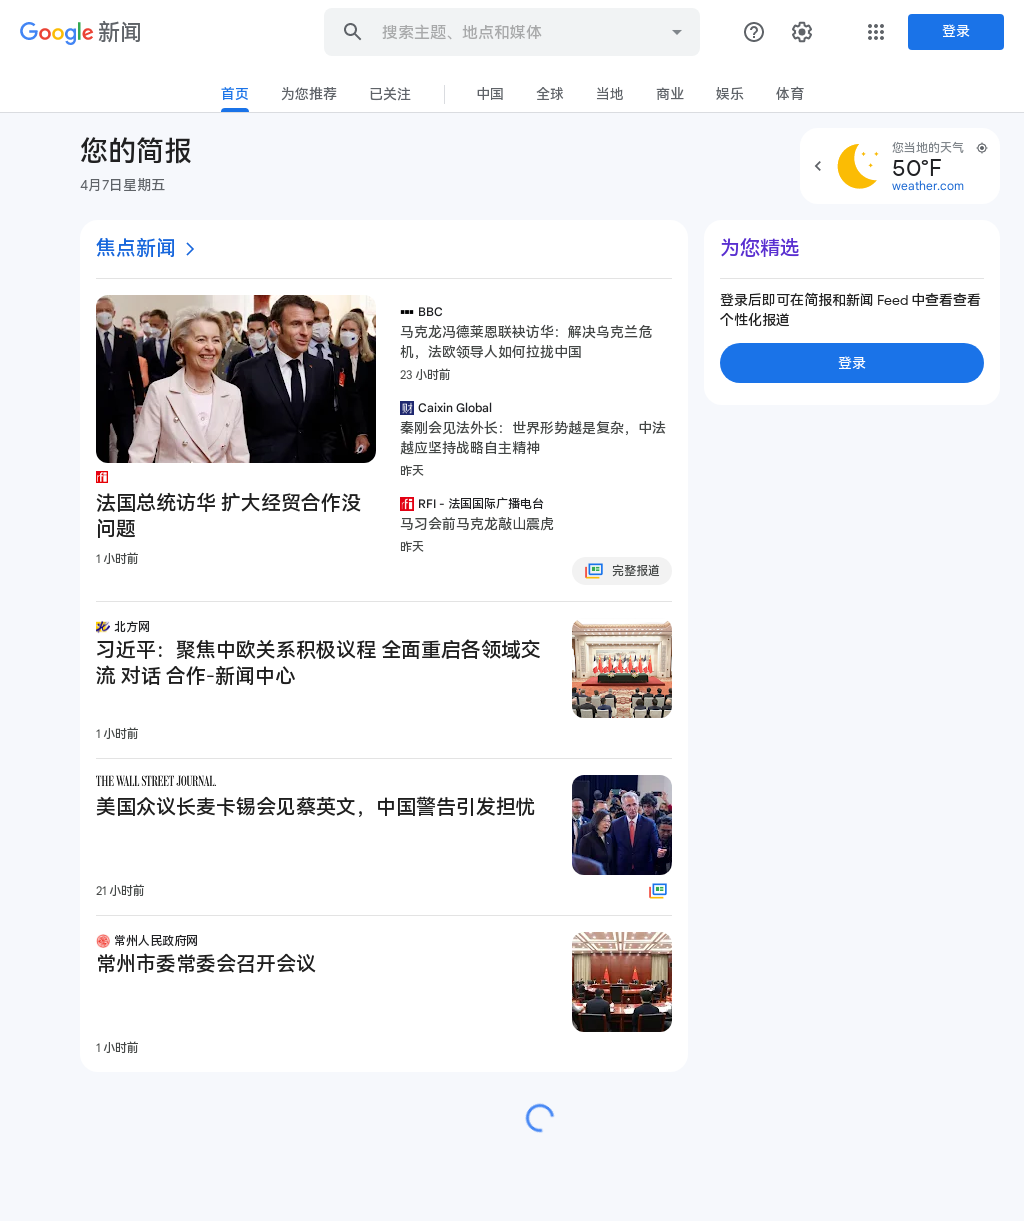 Google 新闻
搜索主题、地点和媒体
登录
首页
为您推荐
已关注
中国
全球
当地
商业
娱乐
体育
您的简报
4月7日星期五
您当地的天气
50°F
weather.com
焦点新闻
法国总统访华 扩大经贸合作没
问题
1 小时前
BBC
马克龙冯德莱恩联袂访华：解决乌克兰危
机，法欧领导人如何拉拢中国
23 小时前
Caixin Global
秦刚会见法外长：世界形势越是复杂，中法
越应坚持战略自主精神
昨天
RFI - 法国国际广播电台
马习会前马克龙敲山震虎
昨天
完整报道
北方网
习近平：聚焦中欧关系积极议程 全面重启各领域交
流 对话 合作-新闻中心
1 小时前
THE WALL STREET JOURNAL.
美国众议长麦卡锡会见蔡英文，中国警告引发担忧
21 小时前
常州人民政府网
常州市委常委会召开会议
1 小时前
为您精选
登录后即可在简报和新闻 Feed 中查看查看
个性化报道
登录